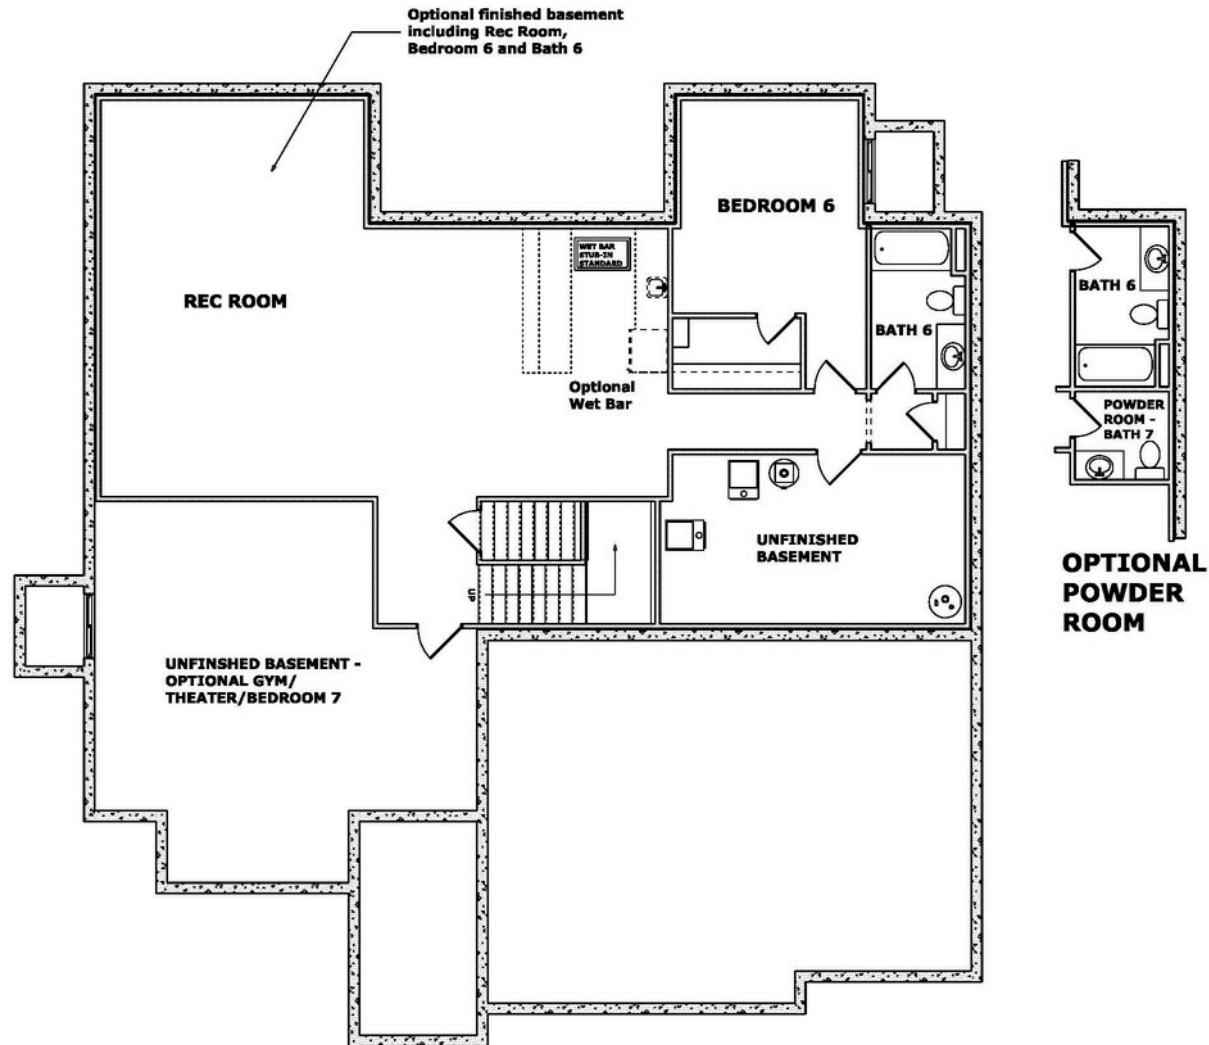 Optional finished basement
including Rec Room,
Bedroom 6 and Bath 6
BEDROOM 6
WET BAR
STUB-IN
STANDARD
REC ROOM
BATH 6
Optional
Wet Bar
UNFINISHED
BASEMENT
UP
UNFINSHED BASEMENT -
OPTIONAL GYM/
THEATER/BEDROOM 7
BATH 6
POWDER
ROOM -
BATH 7
OPTIONAL
POWDER
ROOM